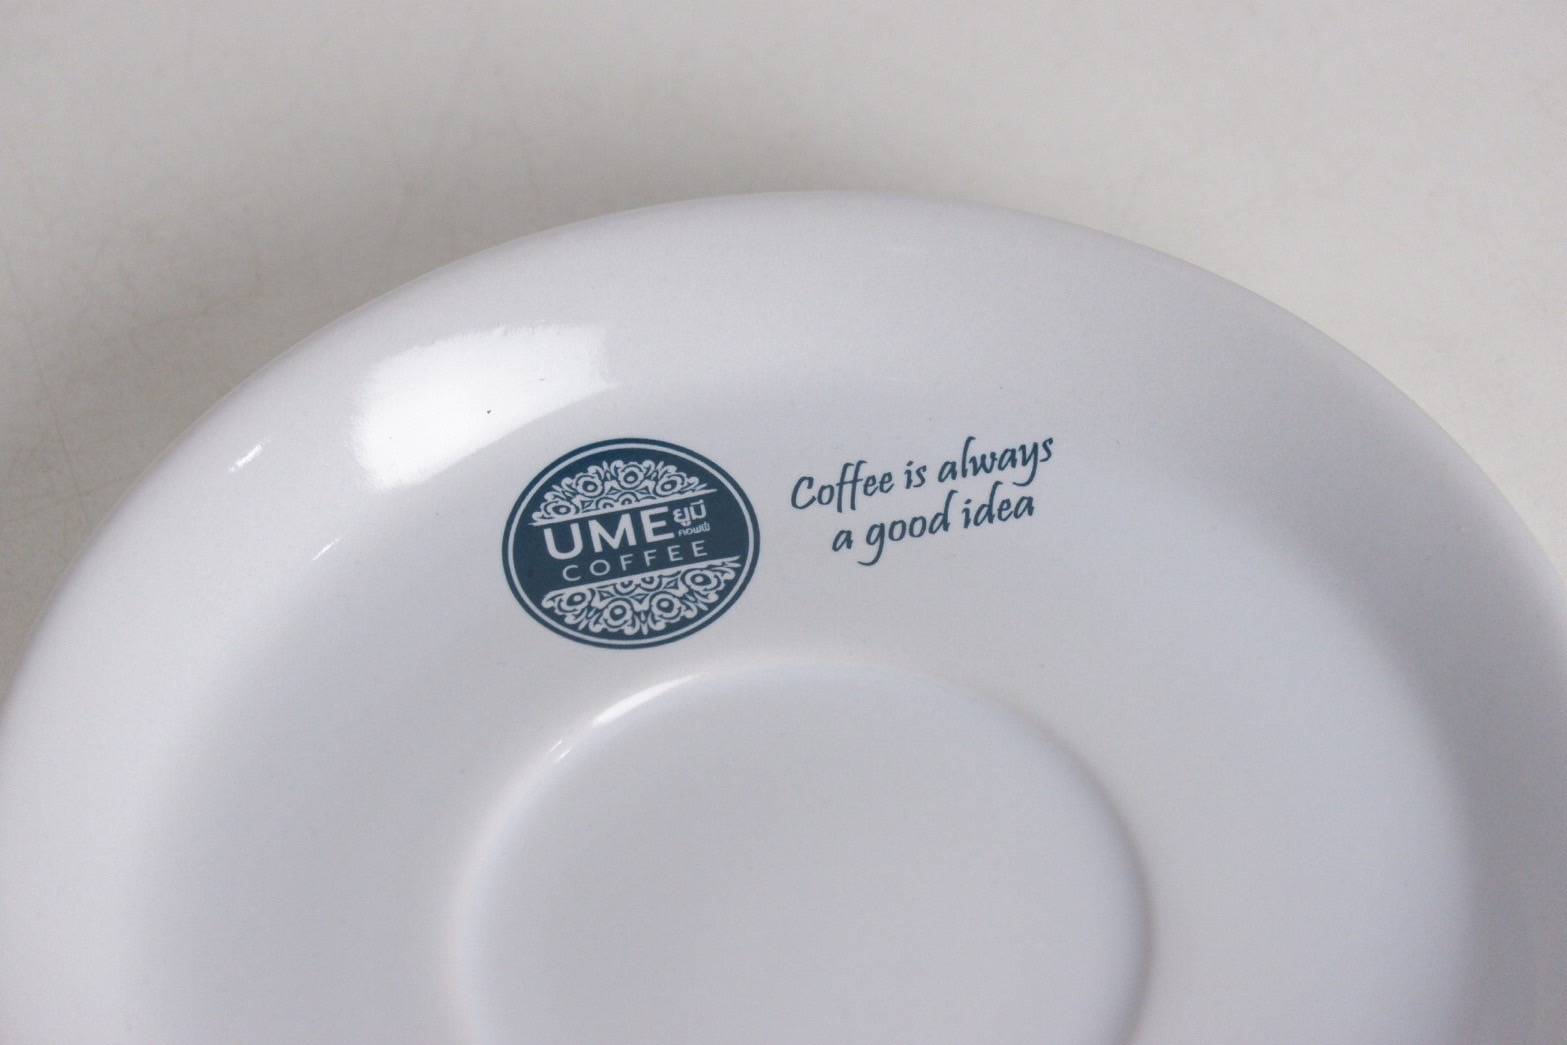 UME ยูมี
คอฟฟี่
COFFEE
Coffee is always
a good idea